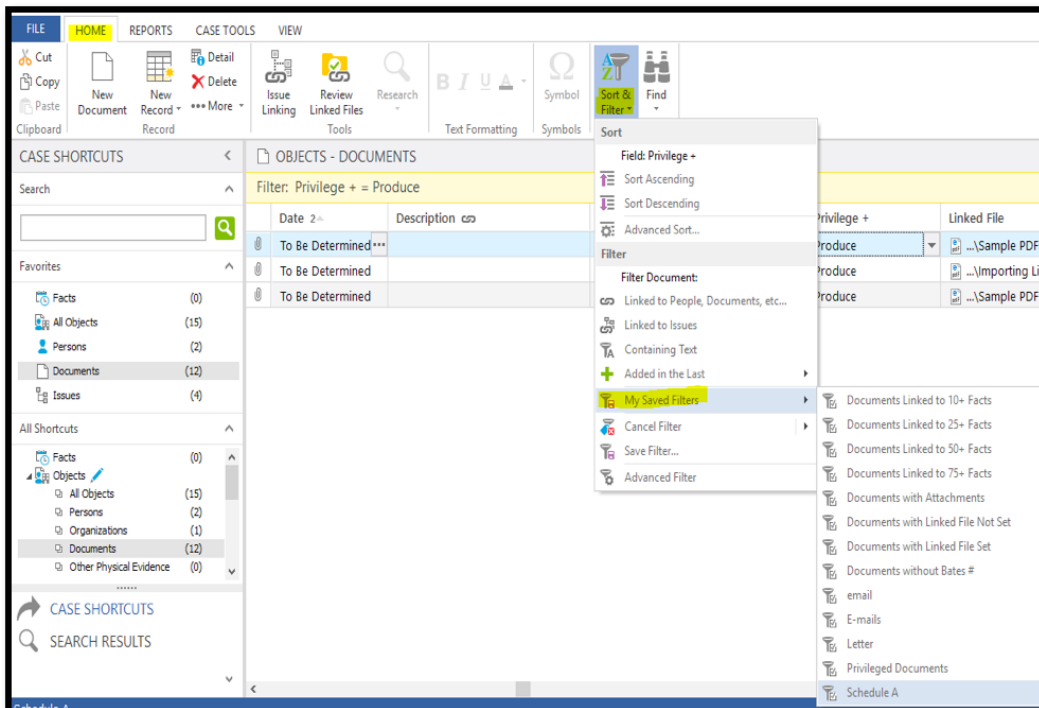 FILE HOME REPORTS CASE TOOLS VIEW
Cut
Copy
Paste
Clipboard
New Document
New Record
Detail
Delete
More
Record
Issue Linking
Review Linked Files
Research
Tools
B I U A
Text Formatting
Ω
Symbol
Symbols
AZ
Sort & Filter
Find
CASE SHORTCUTS
Search
Favorites
Facts (0)
All Objects (15)
Persons (2)
Documents (12)
Issues (4)
All Shortcuts
Facts (0)
Objects
All Objects (15)
Persons (2)
Organizations (1)
Documents (12)
Other Physical Evidence (0)
CASE SHORTCUTS
SEARCH RESULTS
OBJECTS - DOCUMENTS
Filter: Privilege + = Produce
Date 2 Description Privilege + Linked File
To Be Determined ••• Produce ...\Sample PDF
To Be Determined Produce ...\Importing Li
To Be Determined Produce ...\Sample PDF
Sort
Field: Privilege +
Sort Ascending
Sort Descending
Advanced Sort...
Filter
Filter Document:
Linked to People, Documents, etc...
Linked to Issues
Containing Text
Added in the Last
My Saved Filters
Cancel Filter
Save Filter...
Advanced Filter
Documents Linked to 10+ Facts
Documents Linked to 25+ Facts
Documents Linked to 50+ Facts
Documents Linked to 75+ Facts
Documents with Attachments
Documents with Linked File Not Set
Documents with Linked File Set
Documents without Bates #
email
E-mails
Letter
Privileged Documents
Schedule A
Schedule A